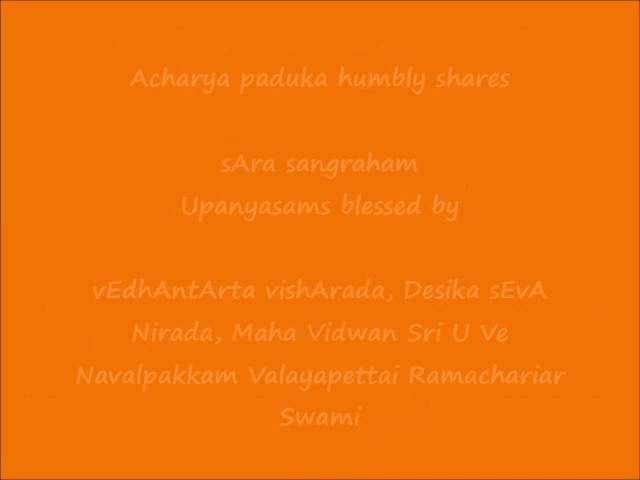 Acharya paduka humbly shares
sAra sangraham
Upanyasams blessed by
vEdhAntArta vishArada, Desika sEvA
Nirada, Maha Vidwan Sri U Ve
Navalpakkam Valayapettai Ramachariar
Swami